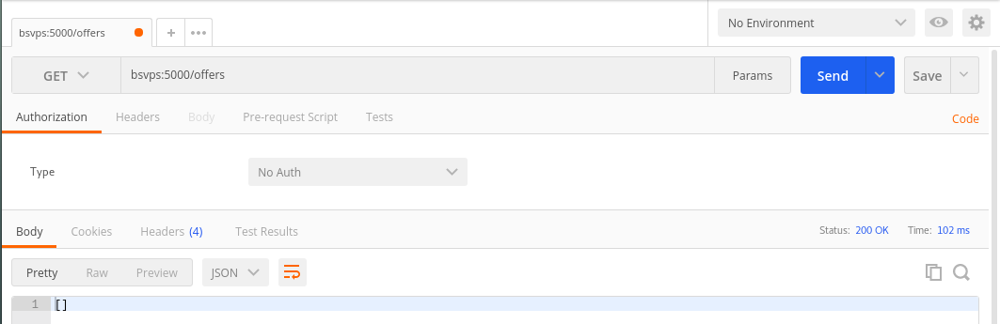 bsvps:5000/offers + ••• No Environment
GET bsvps:5000/offers Params Send Save
Authorization Headers Body Pre-request Script Tests Code
Type No Auth
Body Cookies Headers (4) Test Results Status: 200 OK Time: 102 ms
Pretty Raw Preview JSON
1 []